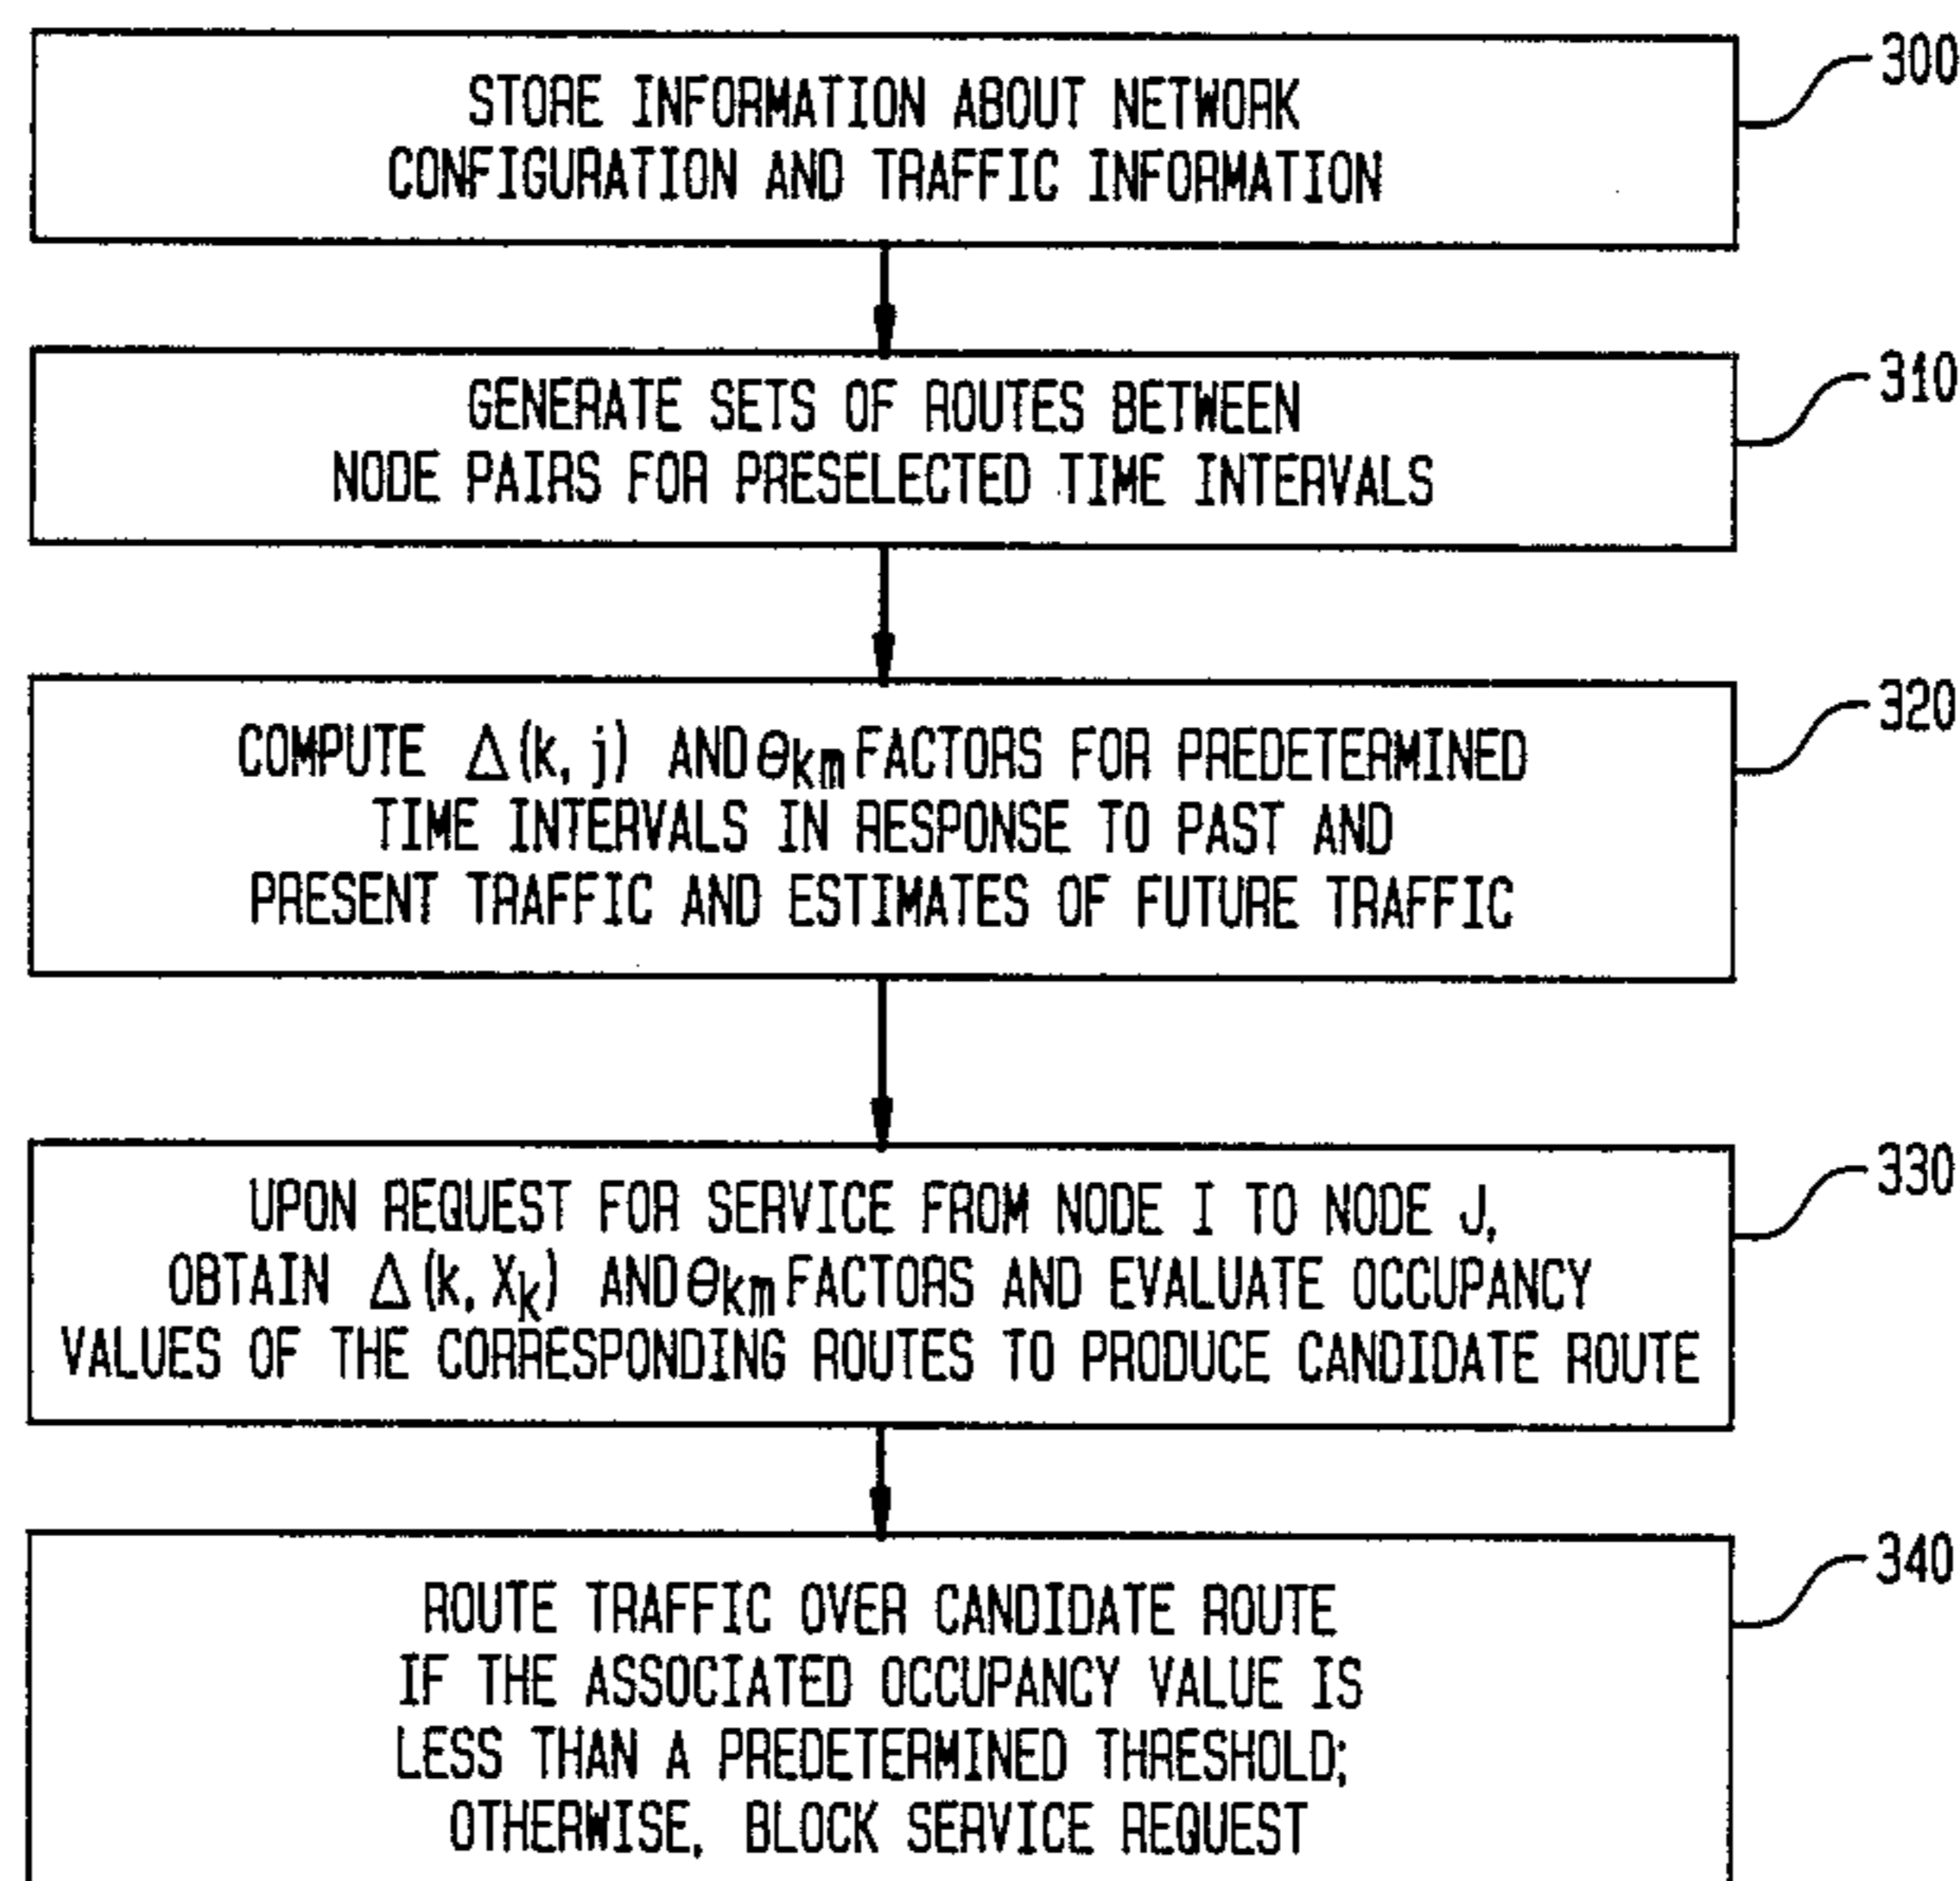 STORE INFORMATION ABOUT NETWORK
CONFIGURATION AND TRAFFIC INFORMATION
300
GENERATE SETS OF ROUTES BETWEEN
NODE PAIRS FOR PRESELECTED TIME INTERVALS
310
COMPUTE Δ(k, j) AND θkm FACTORS FOR PREDETERMINED
TIME INTERVALS IN RESPONSE TO PAST AND
PRESENT TRAFFIC AND ESTIMATES OF FUTURE TRAFFIC
320
UPON REQUEST FOR SERVICE FROM NODE I TO NODE J,
OBTAIN Δ(k, Xk) AND θkm FACTORS AND EVALUATE OCCUPANCY
VALUES OF THE CORRESPONDING ROUTES TO PRODUCE CANDIDATE ROUTE
330
ROUTE TRAFFIC OVER CANDIDATE ROUTE
IF THE ASSOCIATED OCCUPANCY VALUE IS
LESS THAN A PREDETERMINED THRESHOLD;
OTHERWISE, BLOCK SERVICE REQUEST
340